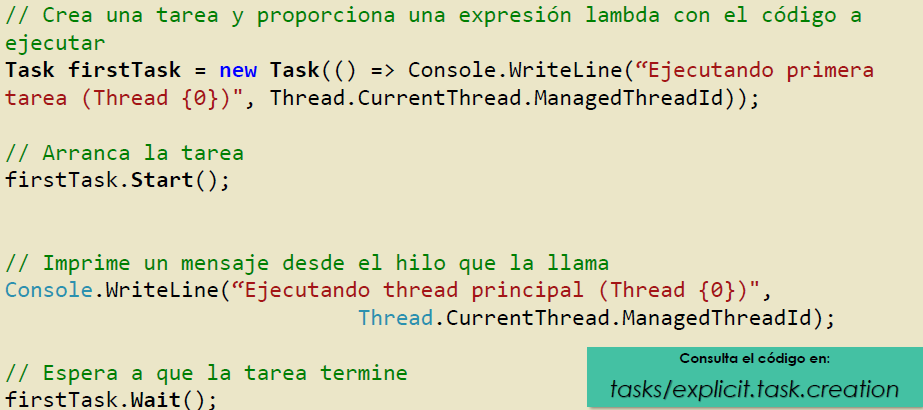 // Crea una tarea y proporciona una expresión lambda con el código a
ejecutar
Task firstTask = new Task(() => Console.WriteLine(“Ejecutando primera
tarea (Thread {0})", Thread.CurrentThread.ManagedThreadId));
// Arranca la tarea
firstTask.Start();
// Imprime un mensaje desde el hilo que la llama
Console.WriteLine(“Ejecutando thread principal (Thread {0})",
Thread.CurrentThread.ManagedThreadId);
// Espera a que la tarea termine
firstTask.Wait();
Consulta el código en:
tasks/explicit.task.creation